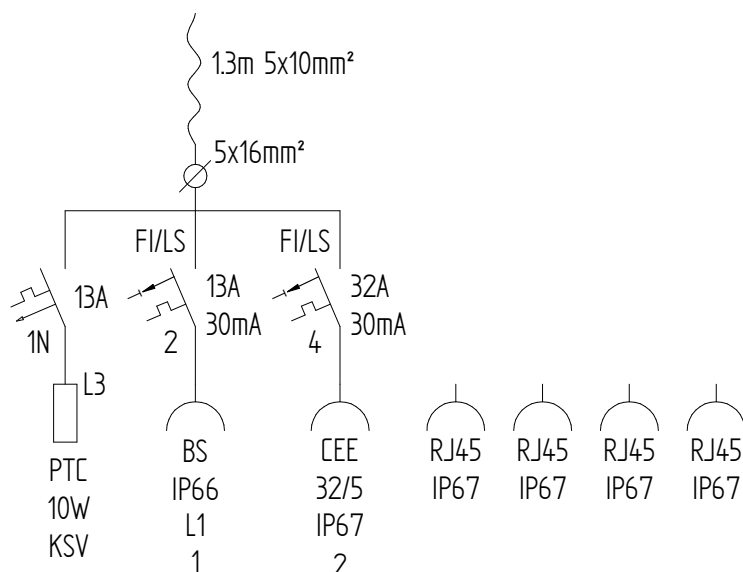 1.3m 5x10mm²
5x16mm²
FI/LS
FI/LS
13A
1N
13A
30mA
2
32A
30mA
4
L3
PTC
10W
KSV
BS
IP66
L1
1
CEE
32/5
IP67
2
RJ45
IP67
RJ45
IP67
RJ45
IP67
RJ45
IP67